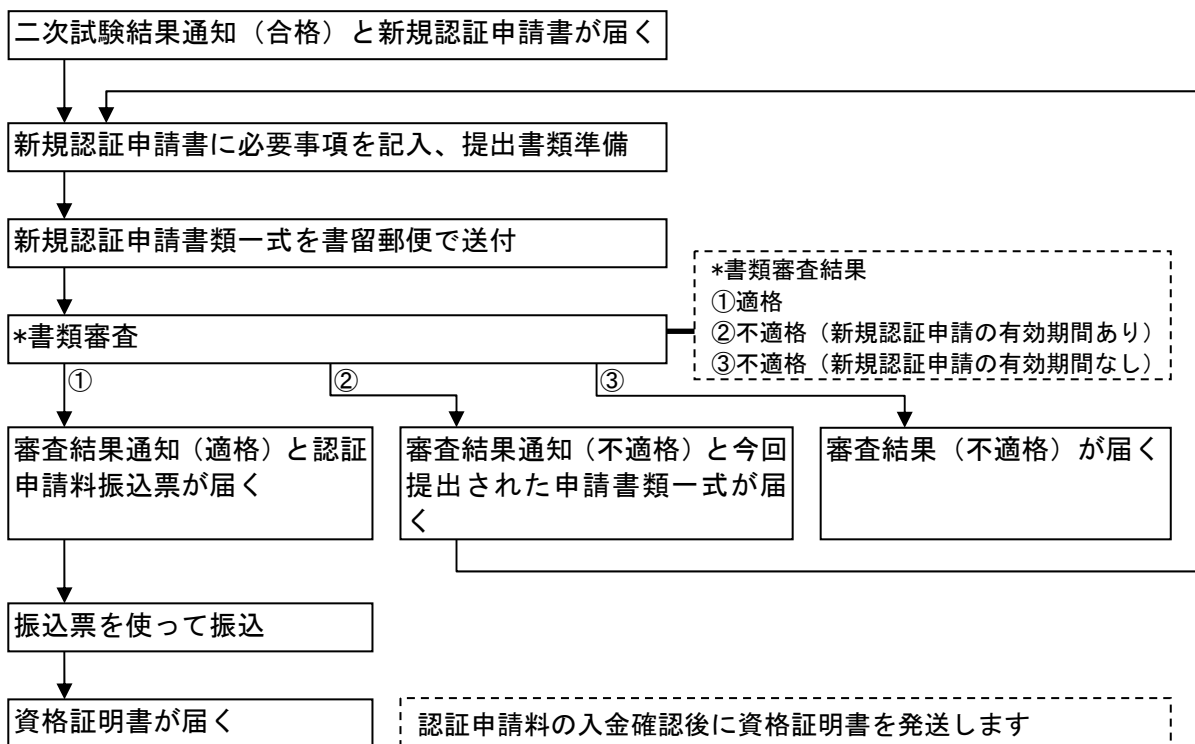 二次試験結果通知（合格）と新規認証申請書が届く
新規認証申請書に必要事項を記入、提出書類準備
新規認証申請書類一式を書留郵便で送付
*書類審査結果
①適格
②不適格（新規認証申請の有効期間あり）
③不適格（新規認証申請の有効期間なし）
*書類審査
①
②
③
審査結果通知（適格）と認証
申請料振込票が届く
審査結果通知（不適格）と今回
提出された申請書類一式が届
く
審査結果（不適格）が届く
振込票を使って振込
資格証明書が届く
認証申請料の入金確認後に資格証明書を発送します